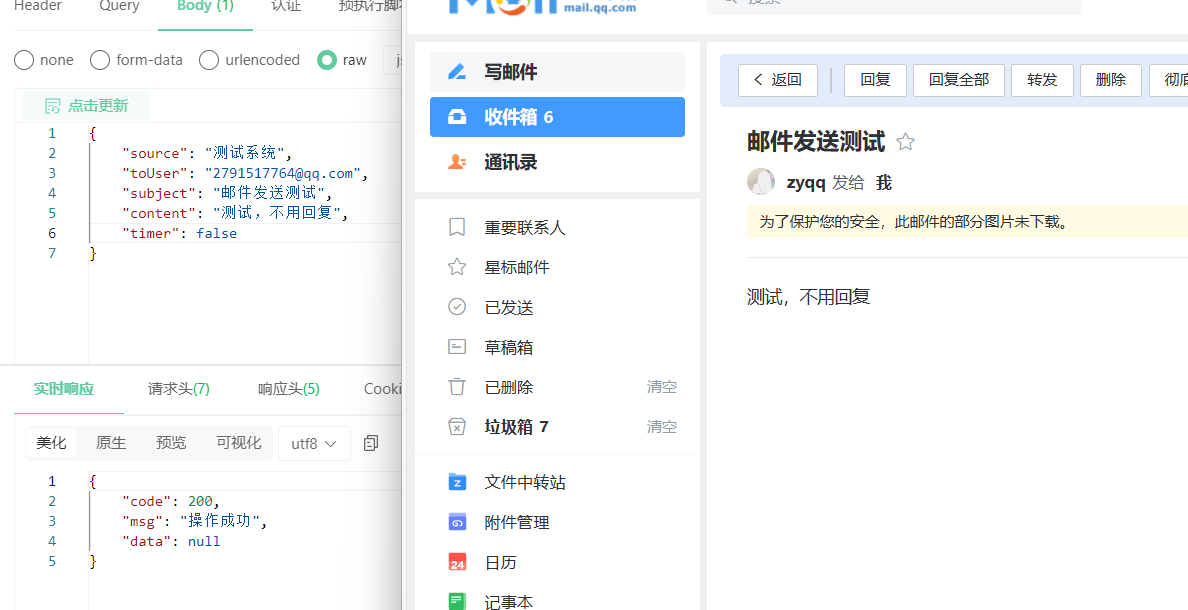 Header Query Body (1) 认证 预执行脚本
none form-data urlencoded raw
点击更新
1 {
2 "source": "测试系统",
3 "toUser": "2791517764@qq.com",
4 "subject": "邮件发送测试",
5 "content": "测试，不用回复",
6 "timer": false
7 }
实时响应 请求头(7) 响应头(5)
美化 原生 预览 可视化 utf8
1 {
2 "code": 200,
3 "msg": "操作成功",
4 "data": null
5 }
mail.qq.com
搜索
写邮件
收件箱 6
通讯录
重要联系人
星标邮件
已发送
草稿箱
已删除 清空
垃圾箱 7 清空
文件中转站
附件管理
24 日历
记事本
返回 回复 回复全部 转发 删除
邮件发送测试
zyqq 发给 我
为了保护您的安全，此邮件的部分图片未下载。
测试，不用回复